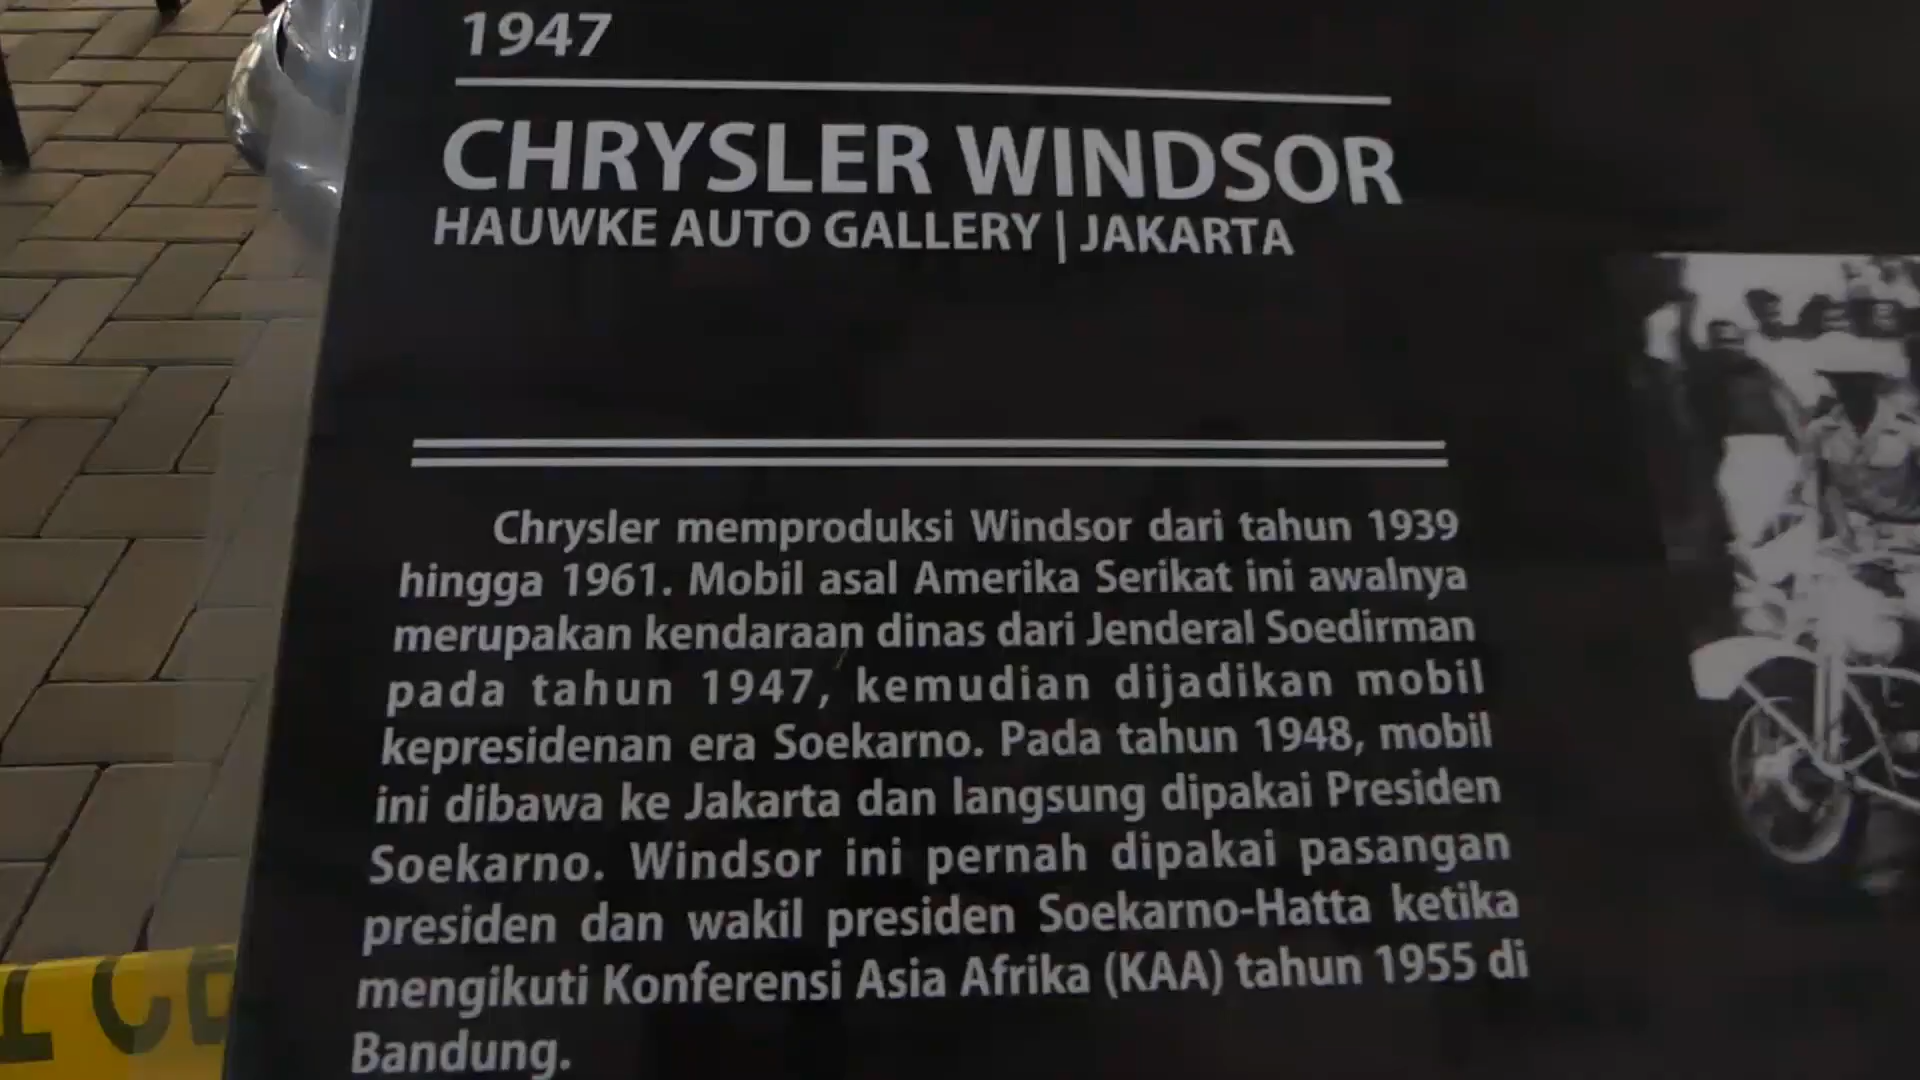 1947
CHRYSLER WINDSOR
HAUWKE AUTO GALLERY | JAKARTA
Chrysler memproduksi Windsor dari tahun 1939
hingga 1961. Mobil asal Amerika Serikat ini awalnya
merupakan kendaraan dinas dari Jenderal Soedirman
pada tahun 1947, kemudian dijadikan mobil
kepresidenan era Soekarno. Pada tahun 1948, mobil
ini dibawa ke Jakarta dan langsung dipakai Presiden
Soekarno. Windsor ini pernah dipakai pasangan
presiden dan wakil presiden Soekarno-Hatta ketika
mengikuti Konferensi Asia Afrika (KAA) tahun 1955 di
Bandung.